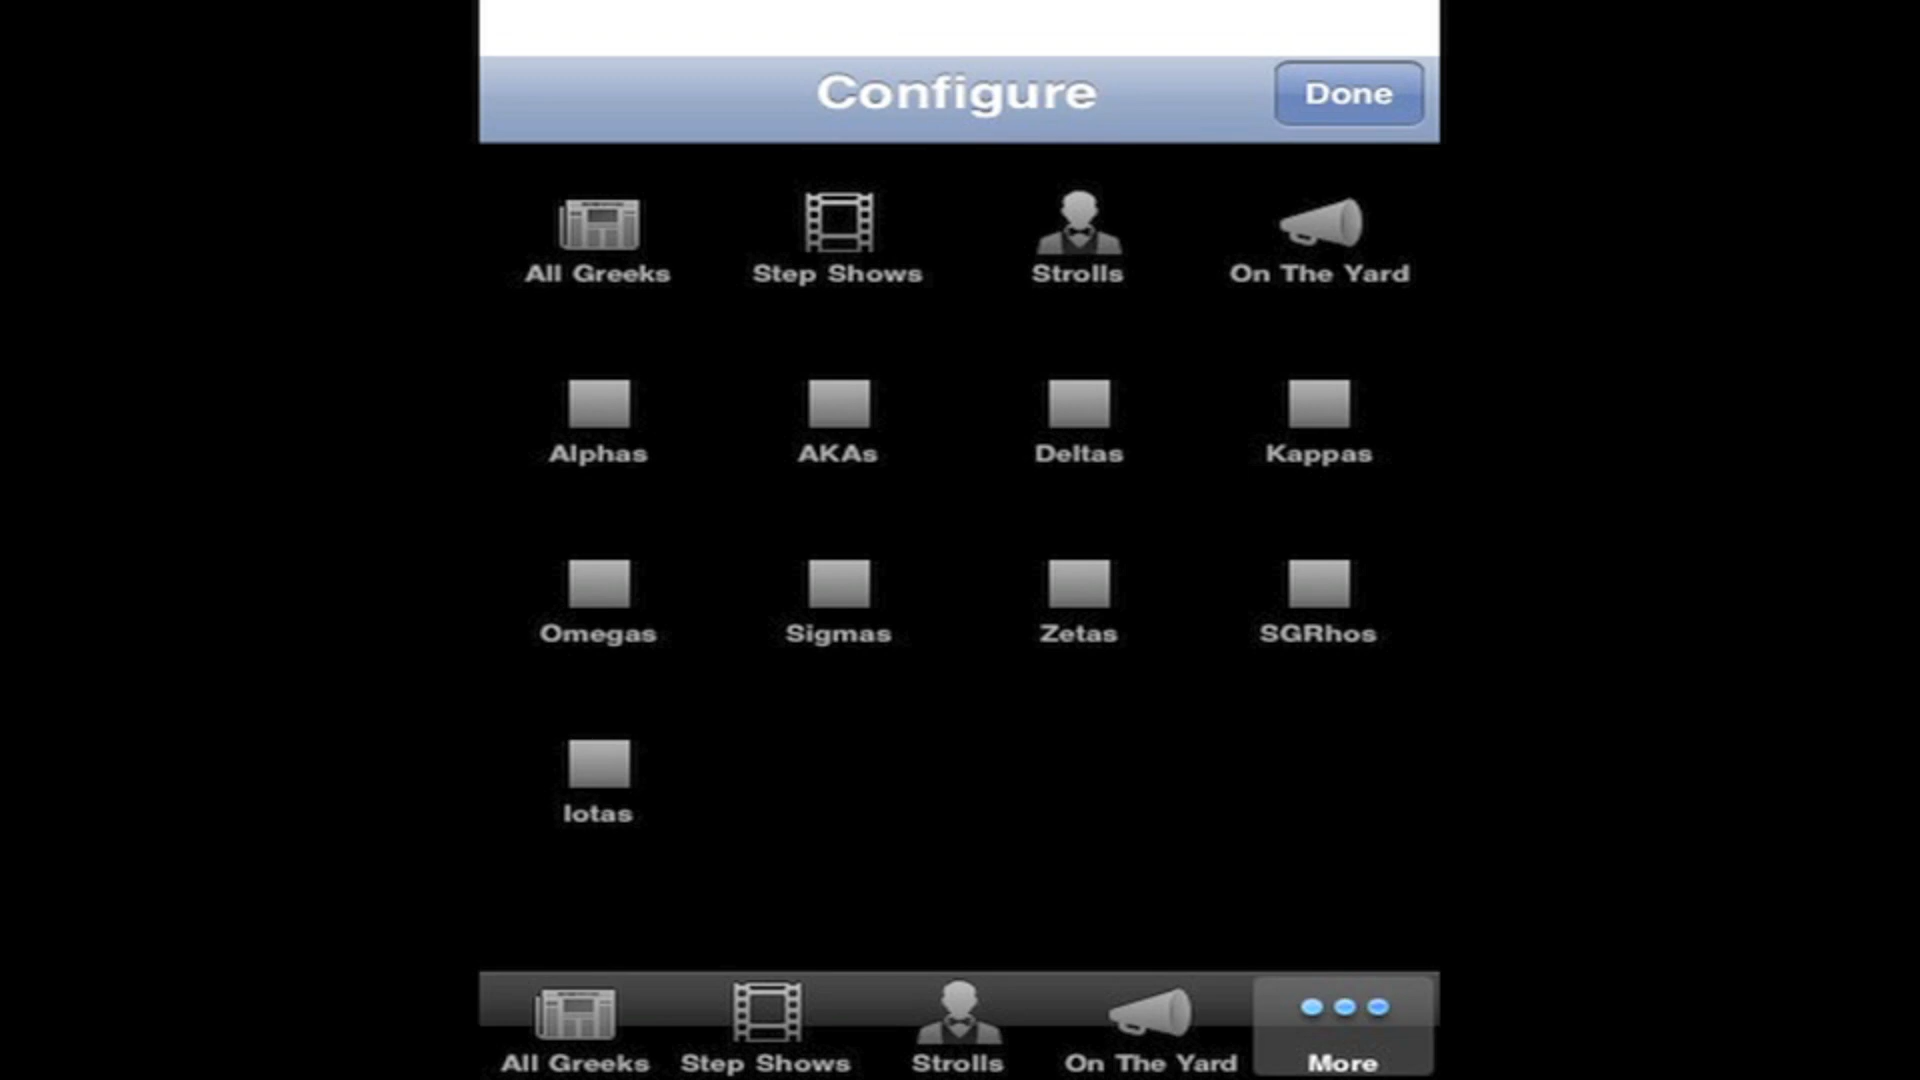 Configure Done
All Greeks Step Shows Strolls On The Yard
Alphas AKAs Deltas Kappas
Omegas Sigmas Zetas SGRhos
Iotas
All Greeks Step Shows Strolls On The Yard More